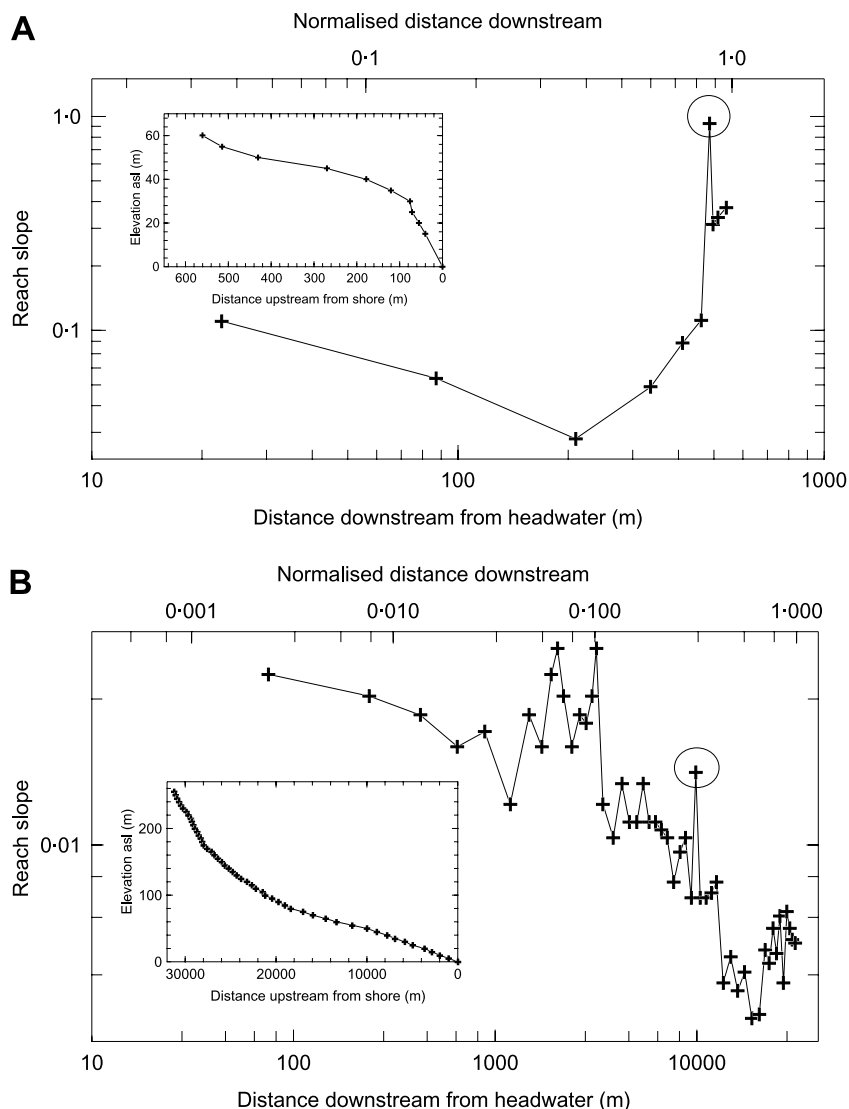 A
Normalised distance downstream
0·1 1·0
1·0
0·1
Reach slope
60
40
20
0
Elevation asl (m)
600 500 400 300 200 100 0
Distance upstream from shore (m)
10 100 1000
Distance downstream from headwater (m)
B
Normalised distance downstream
0·001 0·010 0·100 1·000
0·01
Reach slope
200
100
0
Elevation asl (m)
30000 20000 10000 0
Distance upstream from shore (m)
10 100 1000 10000
Distance downstream from headwater (m)